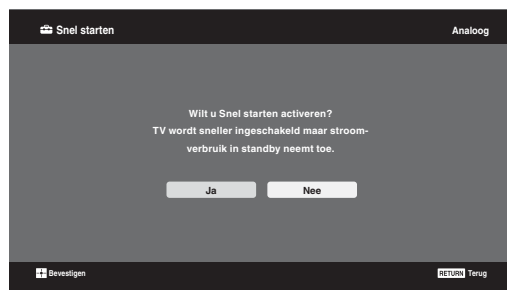 Snel starten
Analoog
Wilt u Snel starten activeren?
TV wordt sneller ingeschakeld maar stroom-
verbruik in standby neemt toe.
Ja
Nee
Bevestigen
RETURN Terug